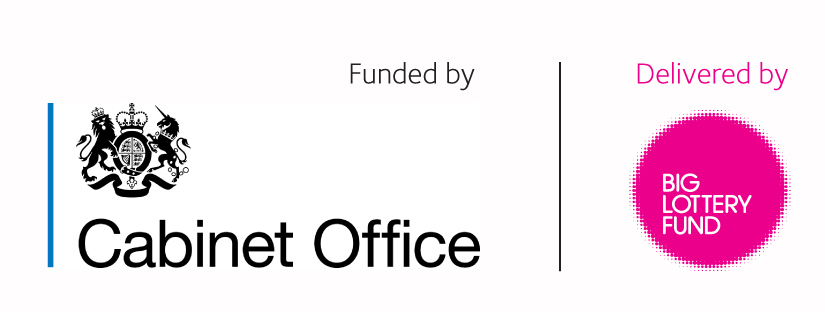 Funded by
Cabinet Office
Delivered by
BIG
LOTTERY
FUND